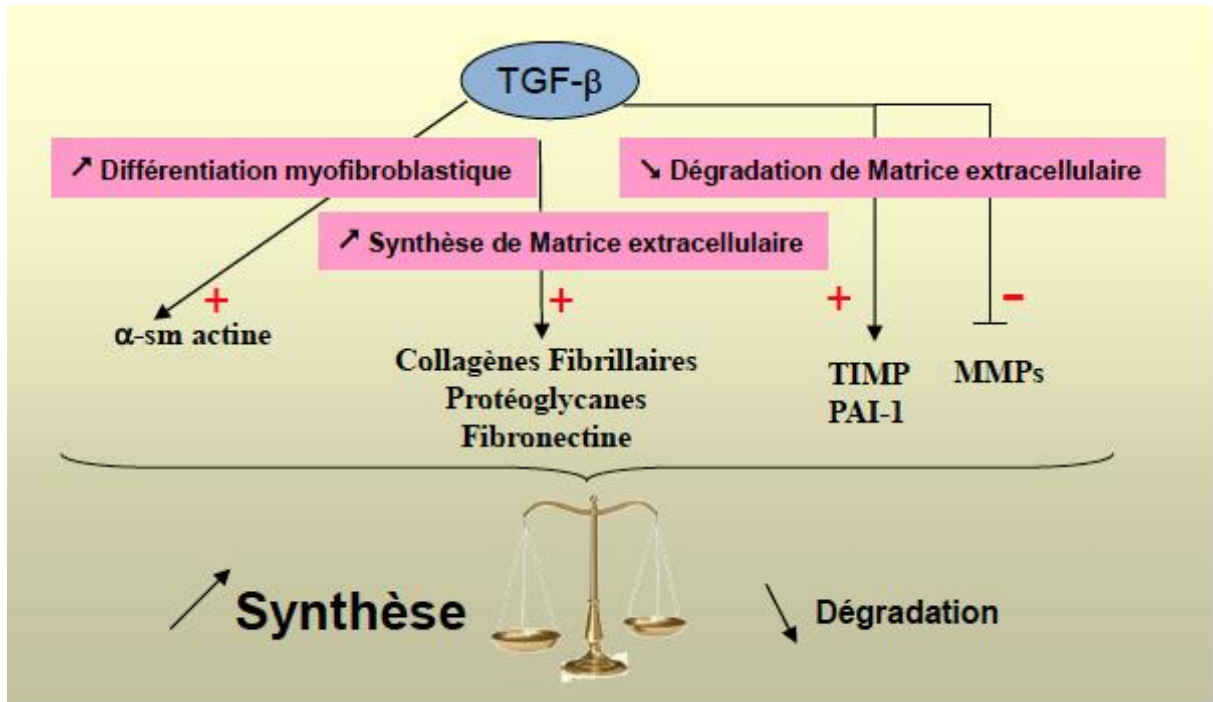 TGF-β
↗ Différentiation myofibroblastique
↘ Dégradation de Matrice extracellulaire
↗ Synthèse de Matrice extracellulaire
+
+
+
-
α-sm actine
Collagènes Fibrillaires
Protéoglycanes
Fibronectine
TIMP
PAI-1
MMPs
↗ Synthèse
↘ Dégradation